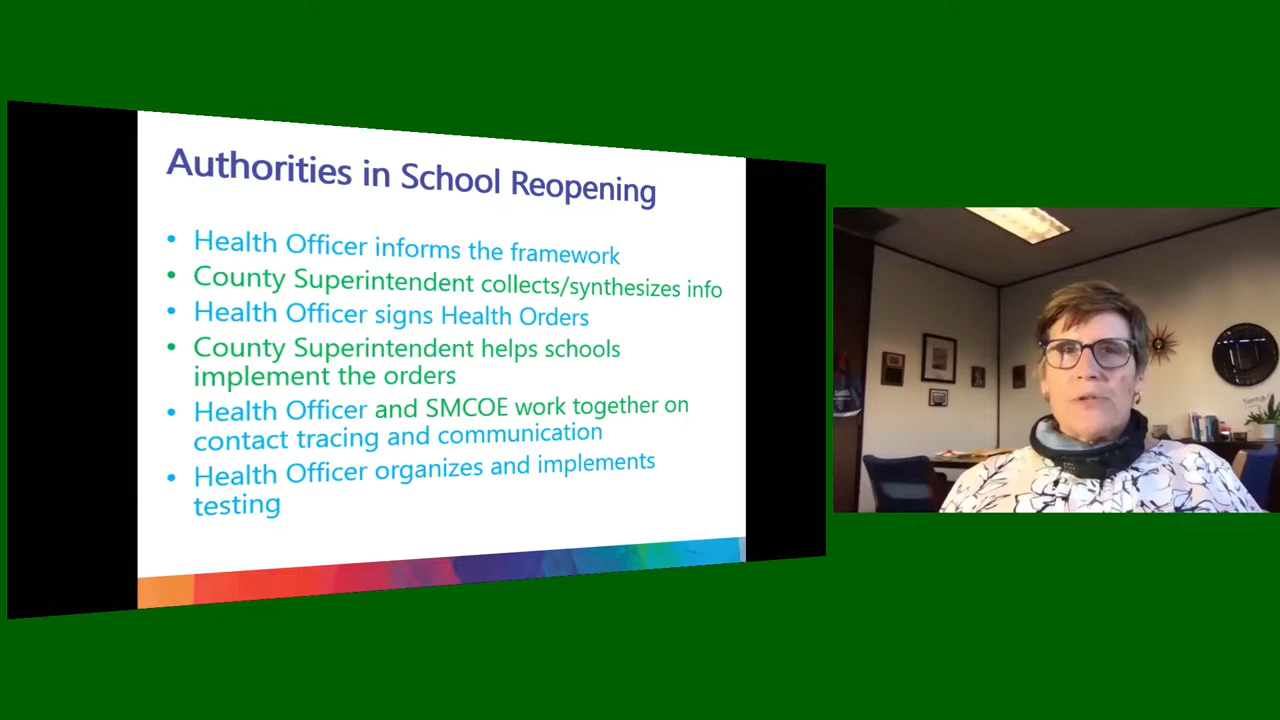 Authorities in School Reopening
• Health Officer informs the framework
• County Superintendent collects/synthesizes info
• Health Officer signs Health Orders
• County Superintendent helps schools
implement the orders
• Health Officer and SMCOE work together on
contact tracing and communication
• Health Officer organizes and implements
testing